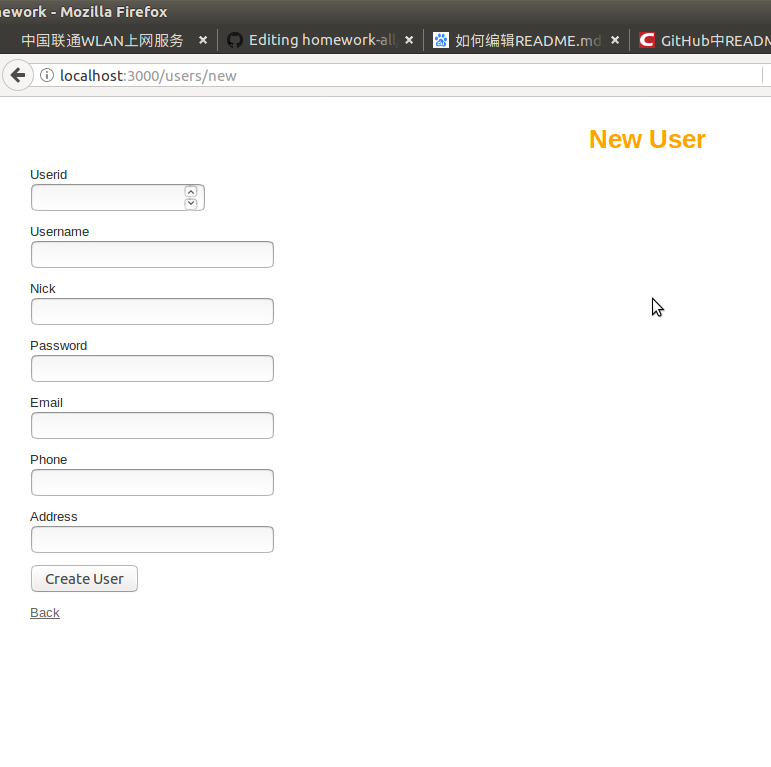 ework - Mozilla Firefox
中国联通WLAN上网服务 Editing homework-all 如何编辑README.md GitHub中READM
localhost:3000/users/new
New User
Userid
Username
Nick
Password
Email
Phone
Address
Create User
Back